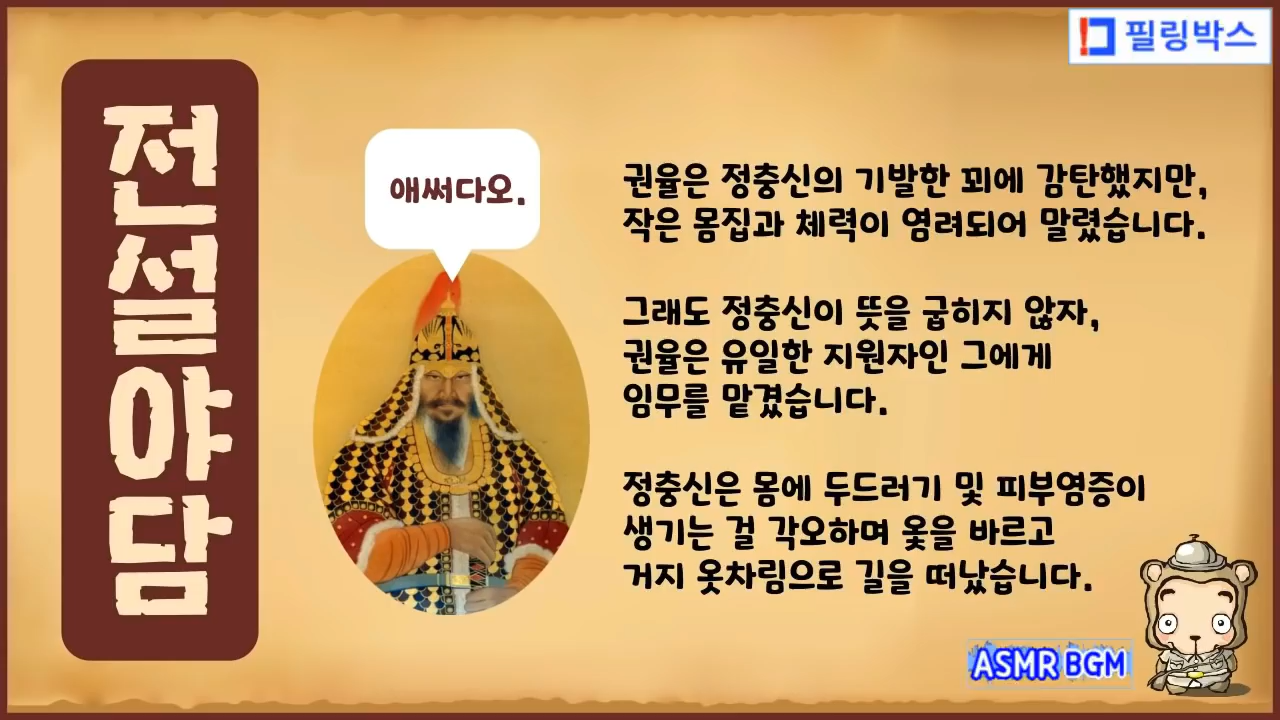 필링박스
전설야담
애써다오.
권율은 정충신의 기발한 꾀에 감탄했지만,
작은 몸집과 체력이 염려되어 말렸습니다.
그래도 정충신이 뜻을 굽히지 않자,
권율은 유일한 지원자인 그에게
임무를 맡겼습니다.
정충신은 몸에 두드러기 및 피부염증이
생기는 걸 각오하며 옻을 바르고
거지 옷차림으로 길을 떠났습니다.
ASMR BGM